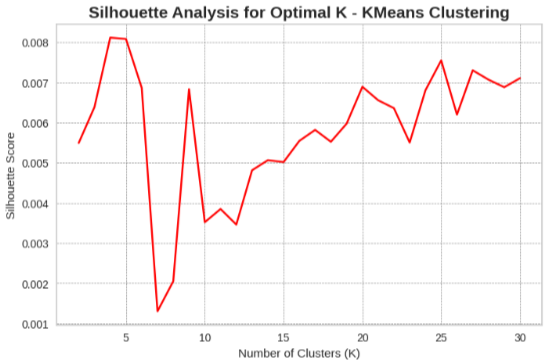 Silhouette Analysis for Optimal K - KMeans Clustering
Silhouette Score
0.008
0.007
0.006
0.005
0.004
0.003
0.002
0.001
5 10 15 20 25 30
Number of Clusters (K)